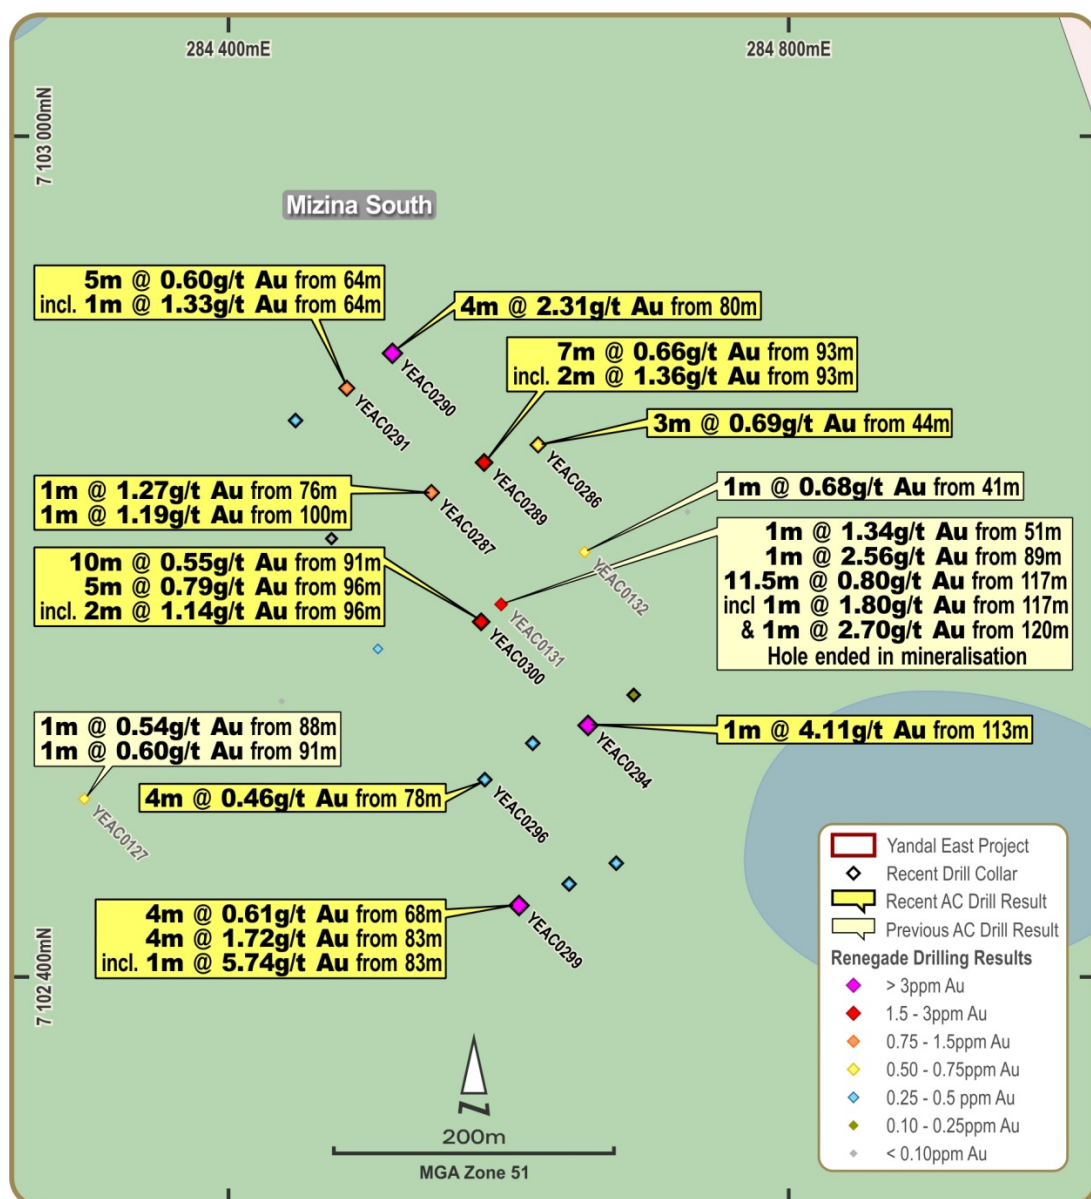 284 400mE
284 800mE
7 103 000mN
Mizina South
5m @ 0.60g/t Au from 64m
incl. 1m @ 1.33g/t Au from 64m
4m @ 2.31g/t Au from 80m
7m @ 0.66g/t Au from 93m
incl. 2m @ 1.36g/t Au from 93m
YEAC0290
YEAC0291
3m @ 0.69g/t Au from 44m
YEAC0286
YEAC0289
1m @ 1.27g/t Au from 76m
1m @ 1.19g/t Au from 100m
YEAC0287
1m @ 0.68g/t Au from 41m
YEAC0132
10m @ 0.55g/t Au from 91m
5m @ 0.79g/t Au from 96m
incl. 2m @ 1.14g/t Au from 96m
1m @ 1.34g/t Au from 51m
1m @ 2.56g/t Au from 89m
11.5m @ 0.80g/t Au from 117m
incl 1m @ 1.80g/t Au from 117m
& 1m @ 2.70g/t Au from 120m
Hole ended in mineralisation
YEAC0131
YEAC0300
1m @ 0.54g/t Au from 88m
1m @ 0.60g/t Au from 91m
1m @ 4.11g/t Au from 113m
YEAC0294
4m @ 0.46g/t Au from 78m
YEAC0296
YEAC0127
4m @ 0.61g/t Au from 68m
4m @ 1.72g/t Au from 83m
incl. 1m @ 5.74g/t Au from 83m
YEAC0299
7 102 400mN
N
200m
MGA Zone 51
Yandal East Project
Recent Drill Collar
Recent AC Drill Result
Previous AC Drill Result
Renegade Drilling Results
> 3ppm Au
1.5 - 3ppm Au
0.75 - 1.5ppm Au
0.50 - 0.75ppm Au
0.25 - 0.5 ppm Au
0.10 - 0.25ppm Au
< 0.10ppm Au